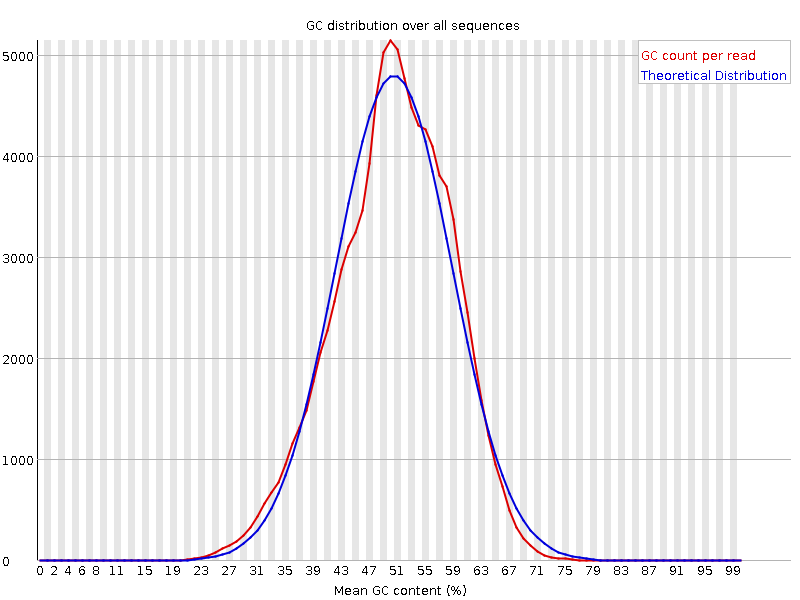 GC distribution over all sequences
GC count per read
Theoretical Distribution
5000
4000
3000
2000
1000
0
0 2 4 6 8 11 15 19 23 27 31 35 39 43 47 51 55 59 63 67 71 75 79 83 87 91 95 99
Mean GC content (%)